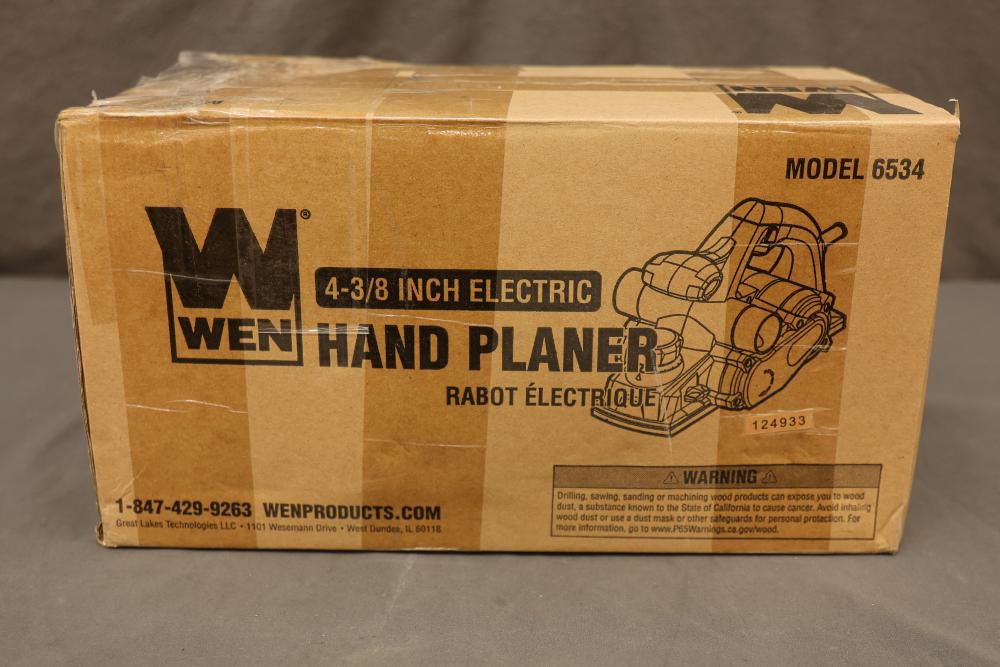 WEN
MODEL 6534
W®
WEN
4-3/8 INCH ELECTRIC
HAND PLANER
RABOT ÉLECTRIQUE
124933
WARNING
Drilling, sawing, sanding or machining wood products can expose you to wood
dust, a substance known to the State of California to cause cancer. Avoid inhaling
wood dust or use a dust mask or other safeguards for personal protection. For
more information, go to www.P65Warnings.ca.gov/wood.
1-847-429-9263 WENPRODUCTS.COM
Great Lakes Technologies LLC • 1101 Wesemann Drive • West Dundee, IL 60118